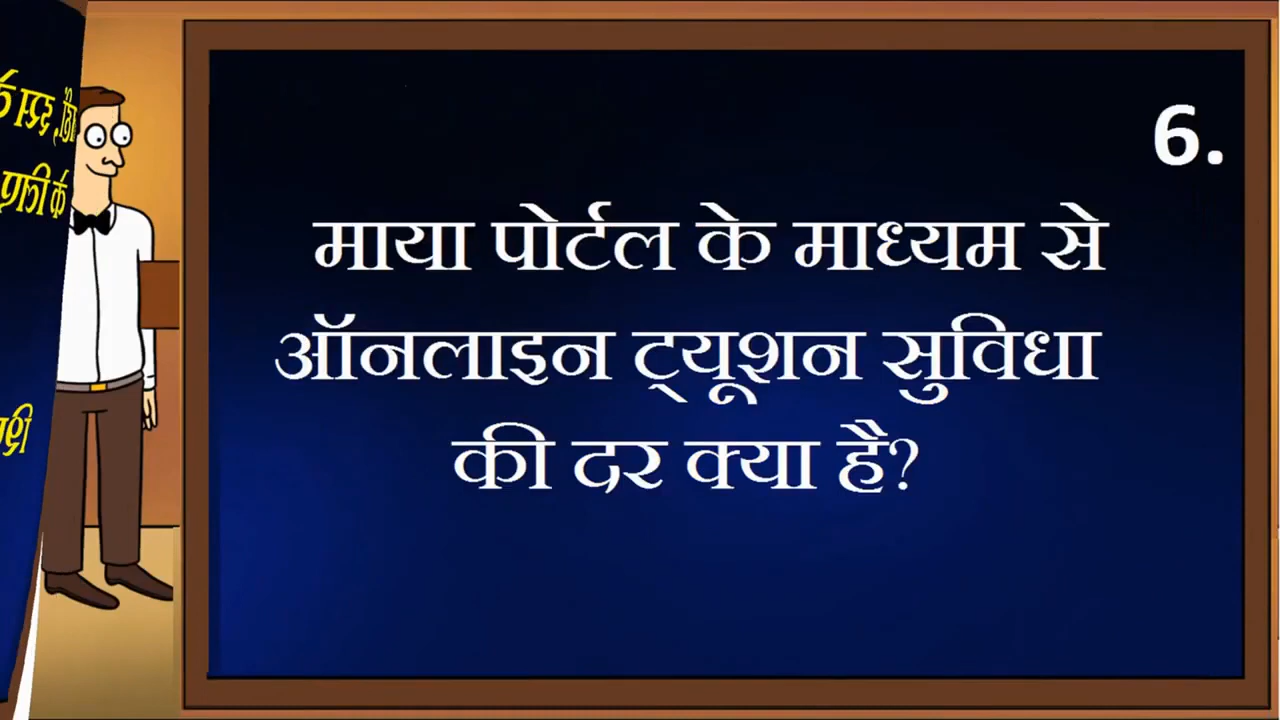 6.
माया पोर्टल के माध्यम से
ऑनलाइन ट्यूशन सुविधा
की दर क्या है?